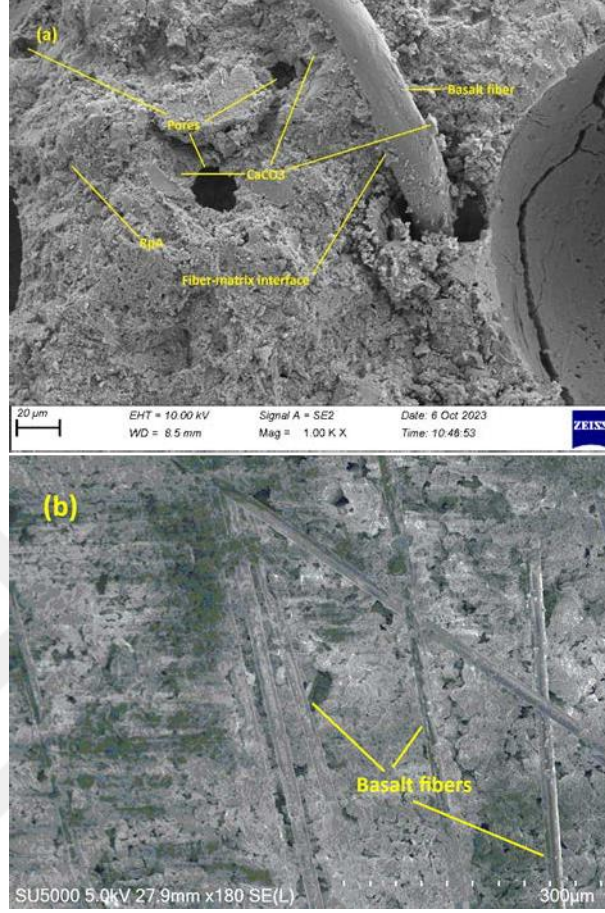 (a)
Basalt fiber
Pores
CaCO3
RpA
Fiber-matrix interface
20 µm
EHT = 10.00 kV
Signal A = SE2
Date: 6 Oct 2023
WD = 8.5 mm
Mag = 1.00 K X
Time: 10:46:53
ZEISS
(b)
Basalt fibers
SU5000 5.0kV 27.9mm x180 SE(L)
300µm